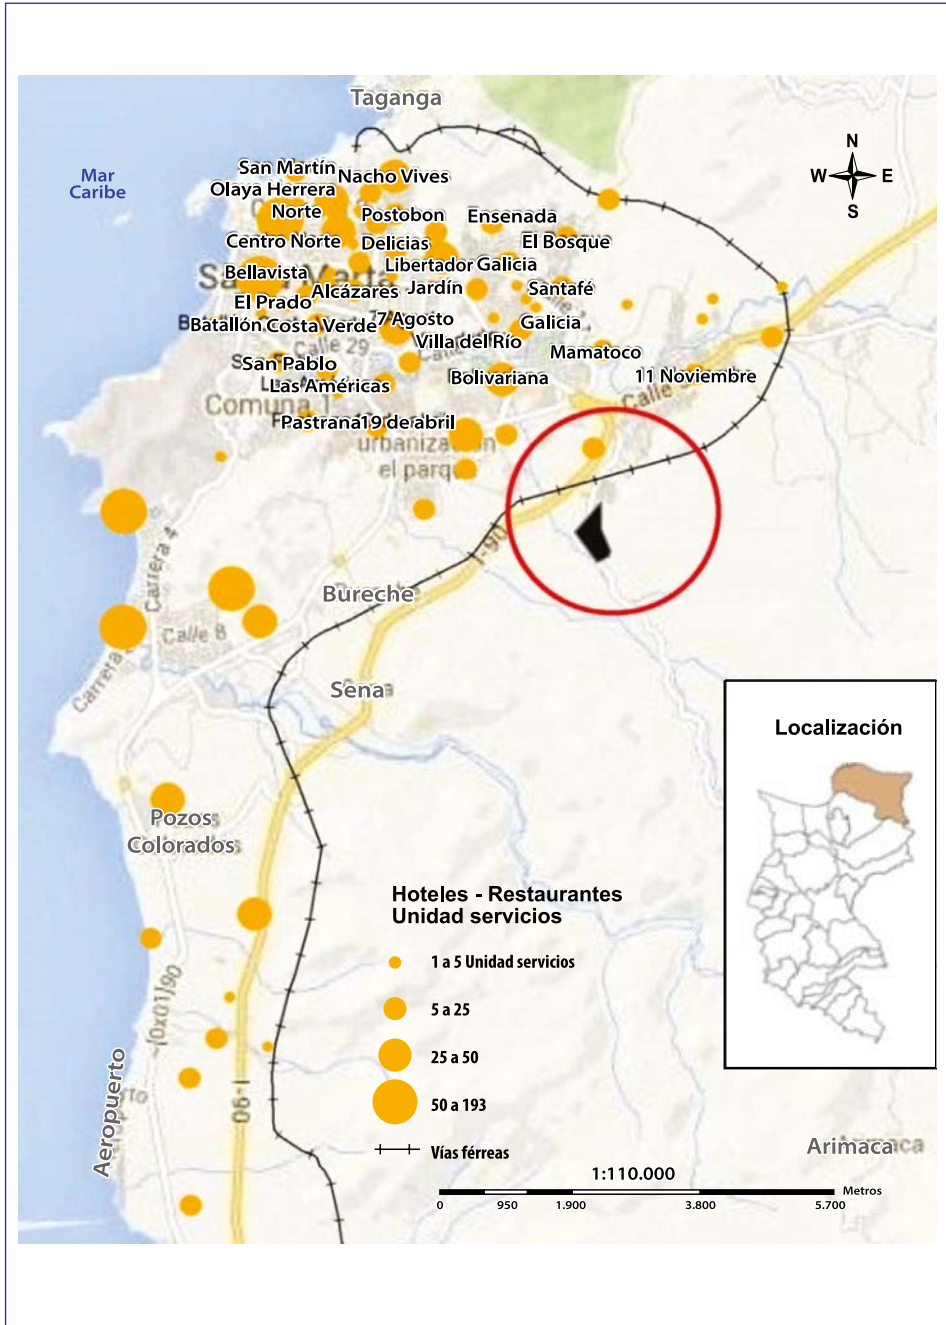 Taganga
Mar
Caribe
N
W E
S
San Martín
Nacho Vives
Olaya Herrera
Norte
Postobon
Ensenada
Centro Norte
Delicias
El Bosque
Bellavista
Libertador
Galicia
El Prado
Alcázares
Jardín
Santafé
Batallón
Costa Verde
7 Agosto
Galicia
Calle 29
Villa del Río
Mamatoco
San Pablo
Las Américas
Bolivariana
11 Noviembre
Calle
Comuna 1
Pastrana
19 de abril
urbanización
el parque
Carrera 4
I-90
Bureche
Calle 8
Carrera
Sena
Localización
Pozos
Colorados
Hoteles - Restaurantes
Unidad servicios
1 a 5 Unidad servicios
5 a 25
25 a 50
50 a 193
Vías férreas
I-90
Aeropuerto
Arimaca
1:110.000
Metros
0 950 1.900 3.800 5.700